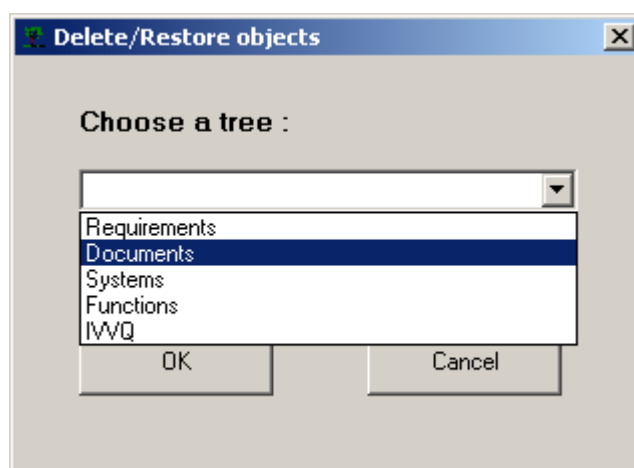 Delete/Restore objects
Choose a tree :
Requirements
Documents
Systems
Functions
IVVQ
OK
Cancel